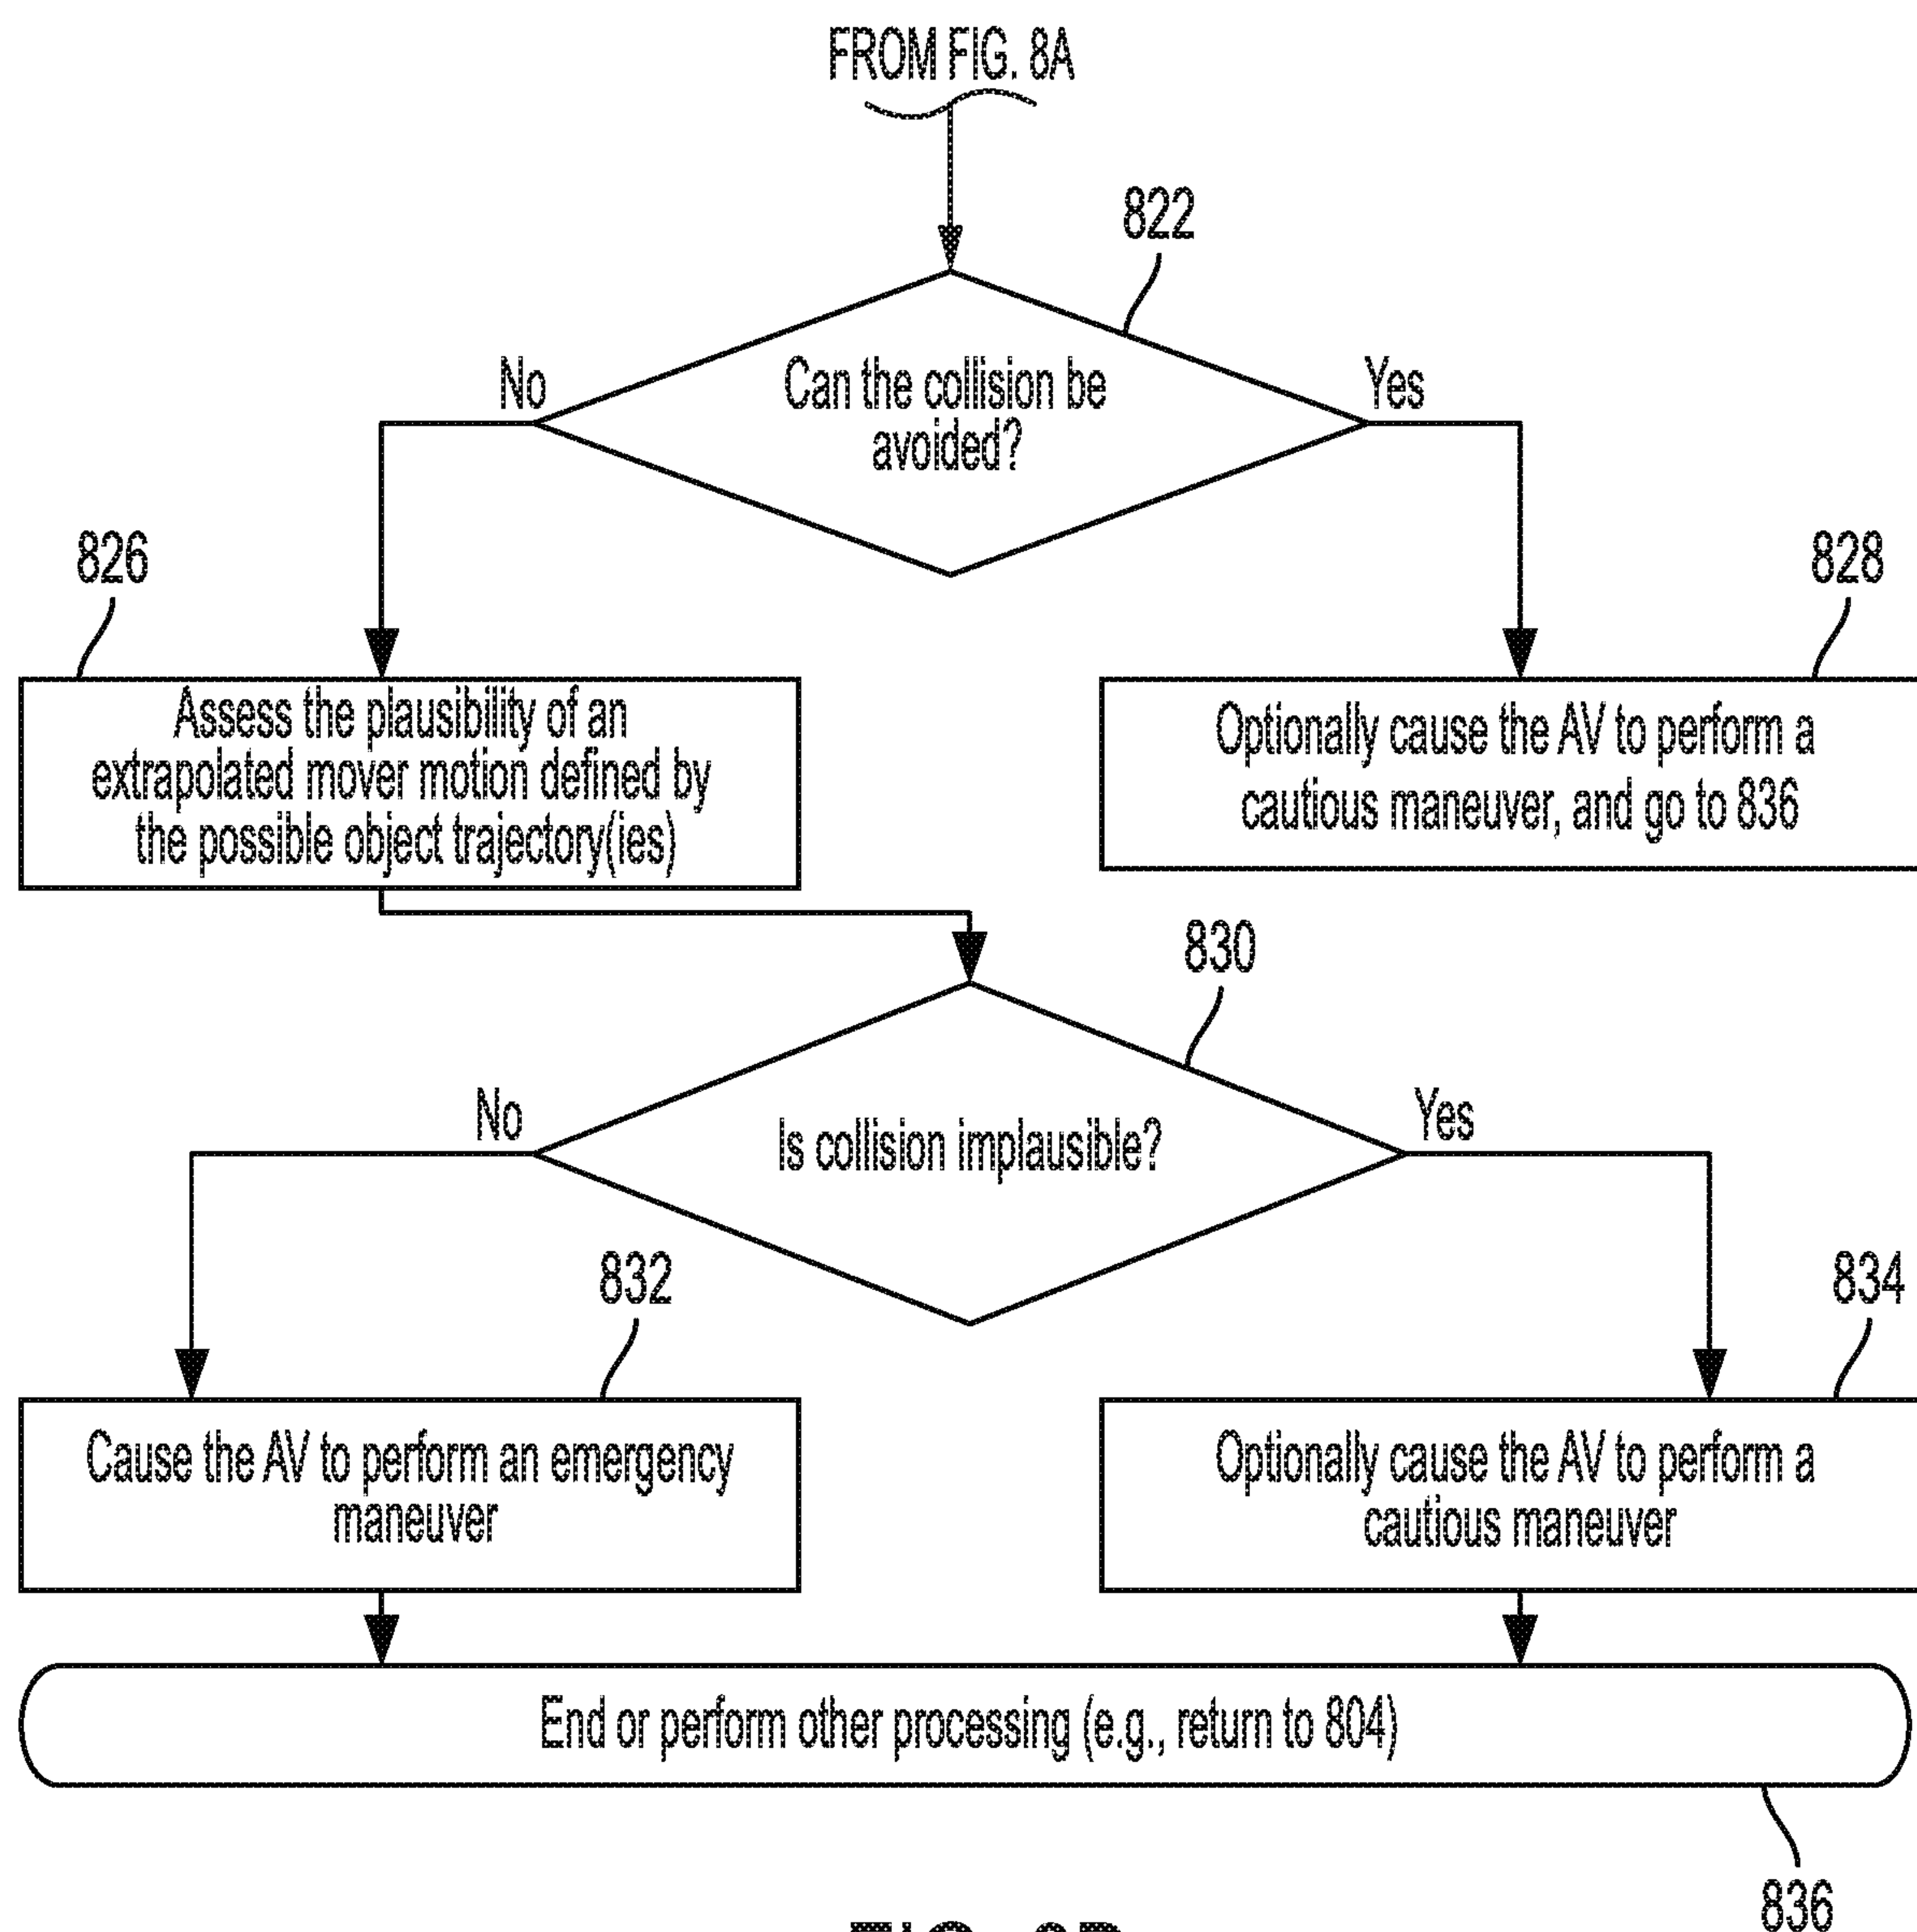 FROM FIG. 8A
822
Can the collision be
avoided?
No
Yes
826
828
Assess the plausibility of an
extrapolated mover motion defined by
the possible object trajectory(ies)
Optionally cause the AV to perform a
cautious maneuver, and go to 836
830
Is collision implausible?
No
Yes
832
834
Cause the AV to perform an emergency
maneuver
Optionally cause the AV to perform a
cautious maneuver
End or perform other processing (e.g., return to 804)
836